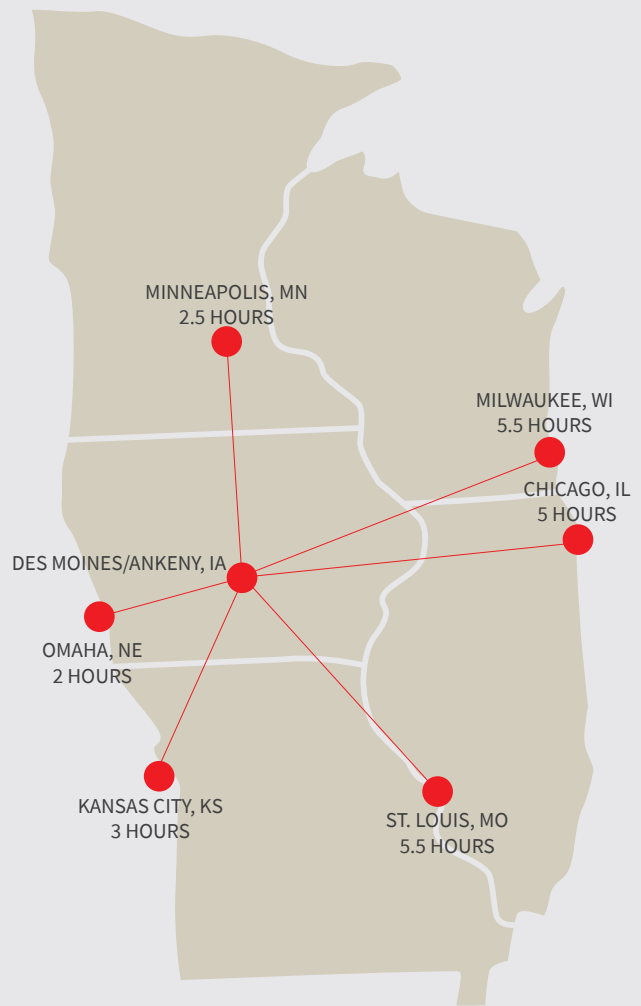 MINNEAPOLIS, MN
2.5 HOURS
MILWAUKEE, WI
5.5 HOURS
CHICAGO, IL
5 HOURS
DES MOINES/ANKENY, IA
OMAHA, NE
2 HOURS
KANSAS CITY, KS
3 HOURS
ST. LOUIS, MO
5.5 HOURS